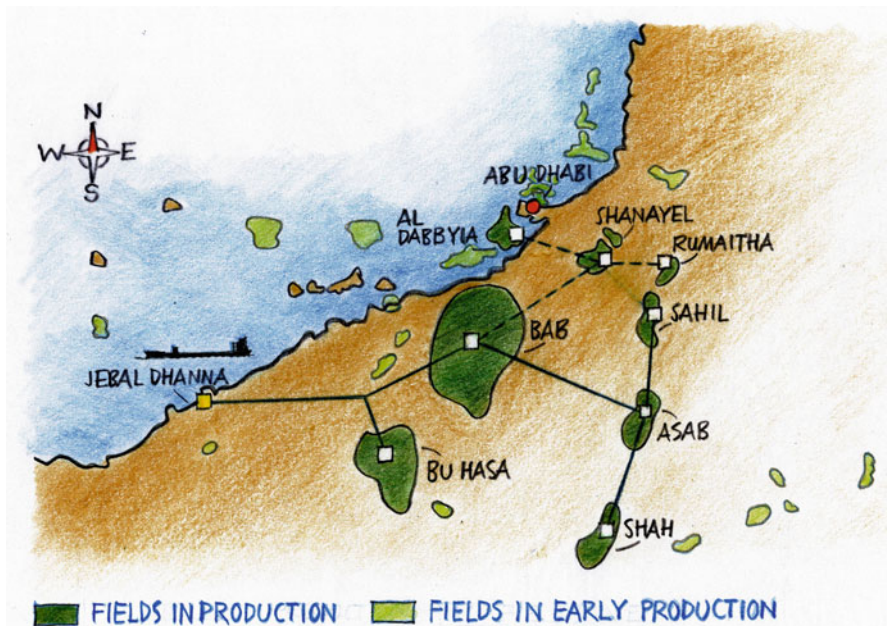 N
W E
S
ABU DHABI
AL
DABBYIA
SHANAYEL
RUMAITHA
SAHIL
BAB
JEBAL DHANNA
ASAB
BU HASA
SHAH
FIELDS IN PRODUCTION
FIELDS IN EARLY PRODUCTION